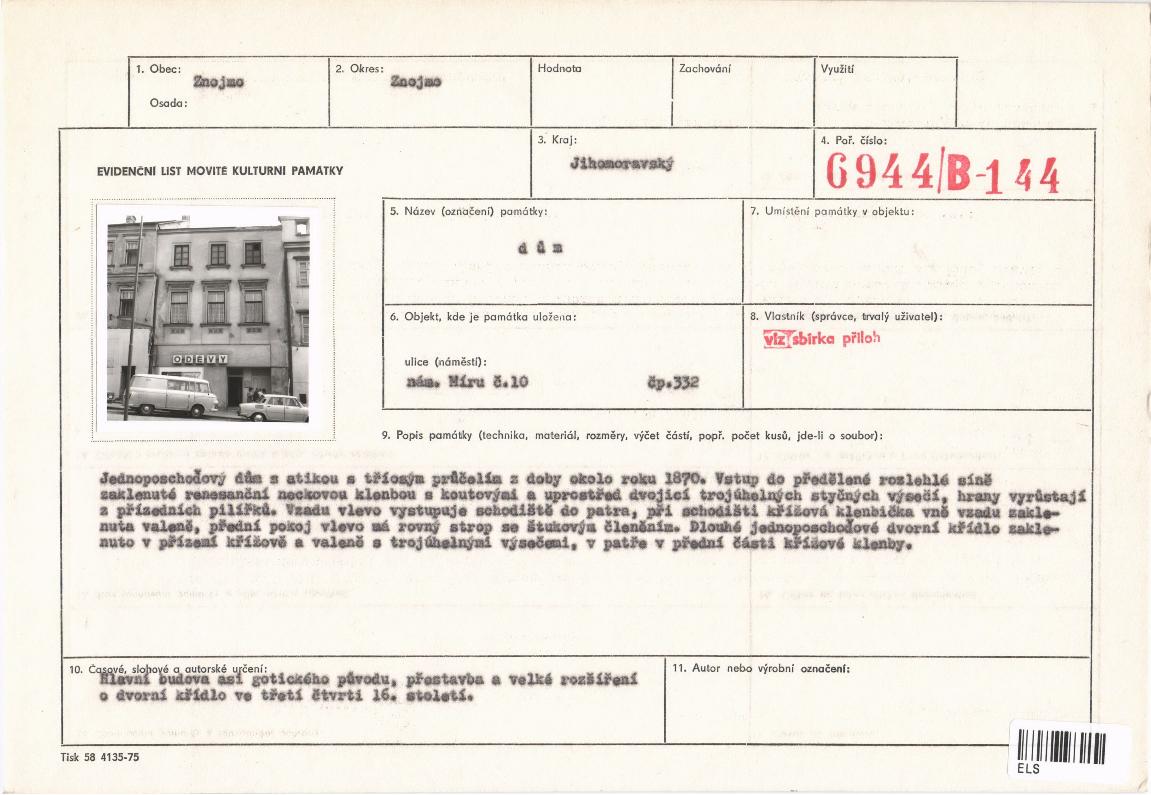 1. Obec:
Znojmo
Osada:
2. Okres:
Znojmo
Hodnota
Zachování
Využití
EVIDENČNÍ LIST MOVITÉ KULTURNÍ PAMÁTKY
3. Kraj:
Jihomoravský
4. Poř. číslo:
6944/B-144
5. Název (označení) památky:
d ů m
7. Umístění památky v objektu:
ODĚVY
6. Objekt, kde je památka uložena:
ulice (náměstí):
nám. Míru č.10 čp.332
8. Vlastník (správce, trvalý uživatel):
viz sbírka příloh
9. Popis památky (technika, materiál, rozměry, výčet částí, popř. počet kusů, jde-li o soubor):
Jednoposchoďový dům s atikou s tříosým průčelím z doby okolo roku 1870. Vstup do předělené rozlehlé síně
zaklenuté renesanční neckovou klenbou s koutovými a uprostřed dvojicí trojúhelných styčných výsečí, hrany vyrůstají
z přízedních pilířků. Vzadu vlevo vystupuje schodiště do patra, při schodišti křížová klenbička vně vzadu zakle-
nuta valeně, přední pokoj vlevo má rovný strop se štukovým členěním. Dlouhé jednoposchoďové dvorní křídlo zakle-
nuto v přízemí křížově a valeně s trojúhelnými výsečemi, v patře v přední části křížové klenby.
10. Časové, slohové a autorské určení:
Hlavní budova asi gotického původu, přestavba a velké rozšíření
o dvorní křídlo ve třetí čtvrti 16. století.
11. Autor nebo výrobní označení:
Tisk 58 4135-75
ELS